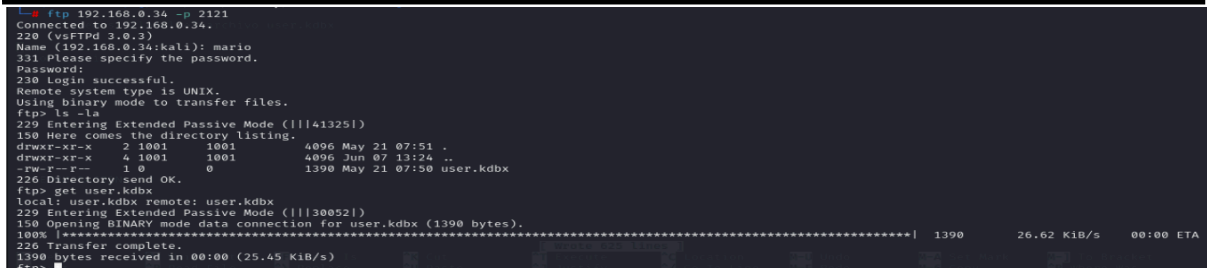 # ftp 192.168.0.34 -p 2121
Connected to 192.168.0.34.
220 (vsFTPd 3.0.3)
Name (192.168.0.34:kali): mario
331 Please specify the password.
Password:
230 Login successful.
Remote system type is UNIX.
Using binary mode to transfer files.
ftp> ls -la
229 Entering Extended Passive Mode (|||41325|)
150 Here comes the directory listing.
drwxr-xr-x 2 1001 1001 4096 May 21 07:51 .
drwxr-xr-x 4 1001 1001 4096 Jun 07 13:24 ..
-rw-r--r-- 1 0 0 1390 May 21 07:50 user.kdbx
226 Directory send OK.
ftp> get user.kdbx
local: user.kdbx remote: user.kdbx
229 Entering Extended Passive Mode (|||30052|)
150 Opening BINARY mode data connection for user.kdbx (1390 bytes).
100% |***********************************************************************************| 1390 26.62 KiB/s 00:00 ETA
226 Transfer complete.
1390 bytes received in 00:00 (25.45 KiB/s)
ftp>